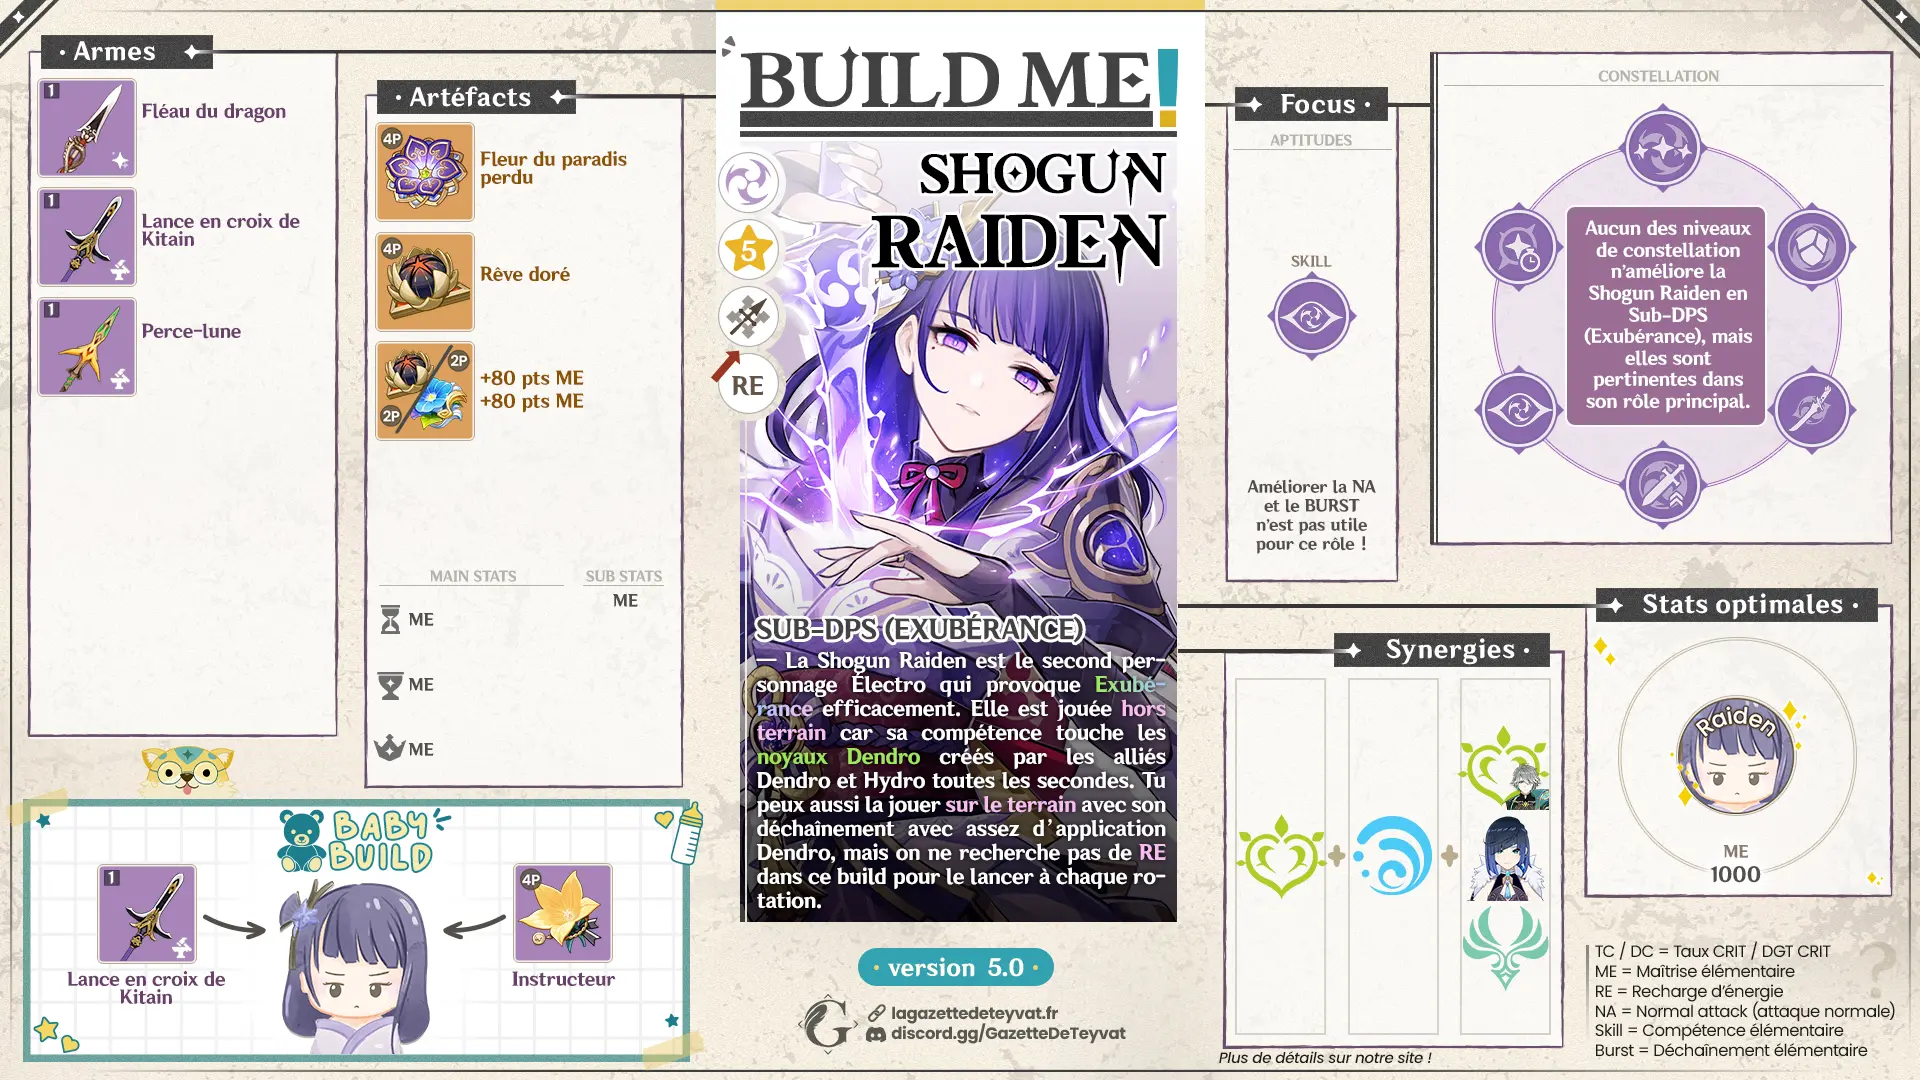 · Armes
1
Fléau du dragon
1
Lance en croix de
Kitain
1
Perce-lune
· Artéfacts
4P
Fleur du paradis
perdu
4P
Rêve doré
2P
2P
+80 pts ME
+80 pts ME
MAIN STATS
SUB STATS
ME
ME
ME
ME
BABY
BUILD
1
Lance en croix de
Kitain
4P
Instructeur
BUILD ME!
SHOGUN
RAIDEN
5
RE
SUB-DPS (EXUBÉRANCE)
— La Shogun Raiden est le second per-
sonnage Électro qui provoque Exubé-
rance efficacement. Elle est jouée hors
terrain car sa compétence touche les
noyaux Dendro créés par les alliés
Dendro et Hydro toutes les secondes. Tu
peux aussi la jouer sur le terrain avec son
déchaînement avec assez d'application
Dendro, mais on ne recherche pas de RE
dans ce build pour le lancer à chaque ro-
tation.
· version 5.0 ·
lagazettedeteyvat.fr
discord.gg/GazetteDeTeyvat
Focus ·
APTITUDES
SKILL
Améliorer la NA
et le BURST
n'est pas utile
pour ce rôle !
CONSTELLATION
Aucun des niveaux
de constellation
n'améliore la
Shogun Raiden en
Sub-DPS
(Exubérance), mais
elles sont
pertinentes dans
son rôle principal.
Synergies ·
Plus de détails sur notre site !
Stats optimales ·
Raiden
ME
1000
TC / DC = Taux CRIT / DGT CRIT
ME = Maîtrise élémentaire
RE = Recharge d'énergie
NA = Normal attack (attaque normale)
Skill = Compétence élémentaire
Burst = Déchaînement élémentaire
?